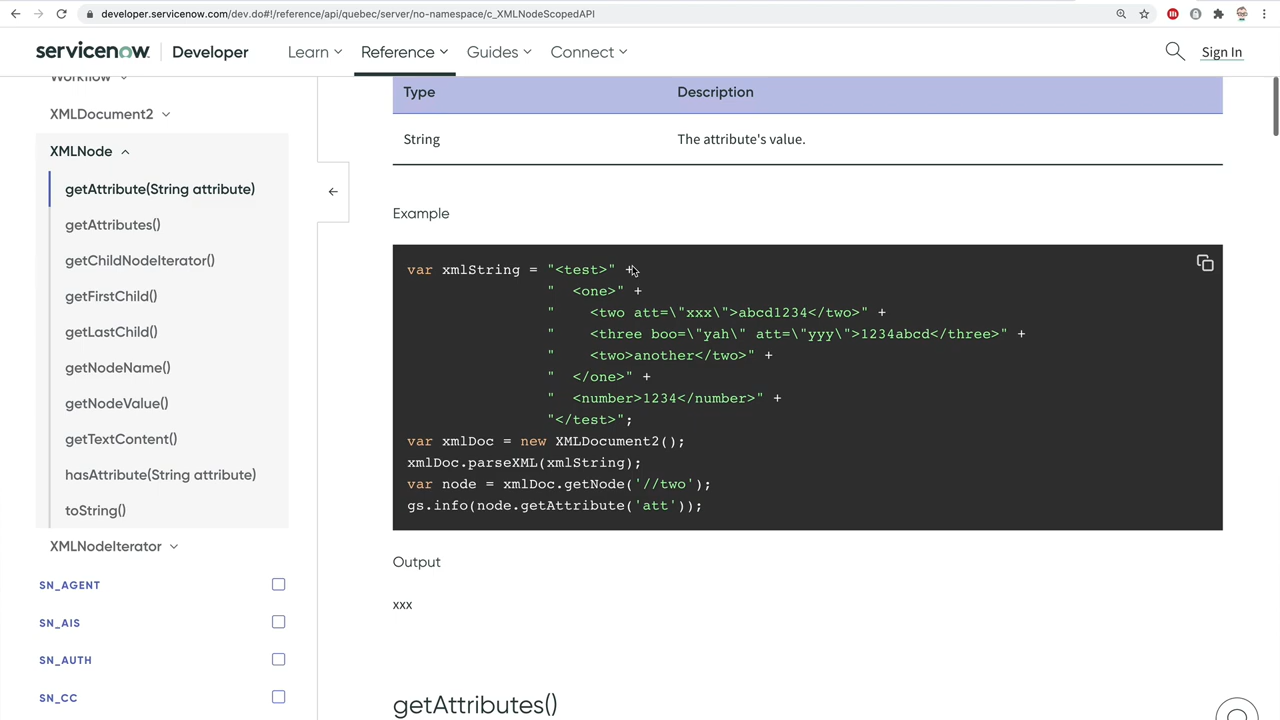 developer.servicenow.com/dev.do#!/reference/api/quebec/server/no-namespace/c_XMLNodeScopedAPI
servicenow Developer Learn Reference Guides Connect Sign In
Workflow
XMLDocument2
XMLNode
getAttribute(String attribute)
getAttributes()
getChildNodeIterator()
getFirstChild()
getLastChild()
getNodeName()
getNodeValue()
getTextContent()
hasAttribute(String attribute)
toString()
XMLNodeIterator
SN_AGENT
SN_AIS
SN_AUTH
SN_CC
Type Description
String The attribute's value.
Example
var xmlString = "<test>" +
"  <one>" +
"    <two att=\"xxx\">abcd1234</two>" +
"    <three boo=\"yah\" att=\"yyy\">1234abcd</three>" +
"    <two>another</two>" +
"  </one>" +
"  <number>1234</number>" +
"</test>";
var xmlDoc = new XMLDocument2();
xmlDoc.parseXML(xmlString);
var node = xmlDoc.getNode('//two');
gs.info(node.getAttribute('att'));
Output
xxx
getAttributes()